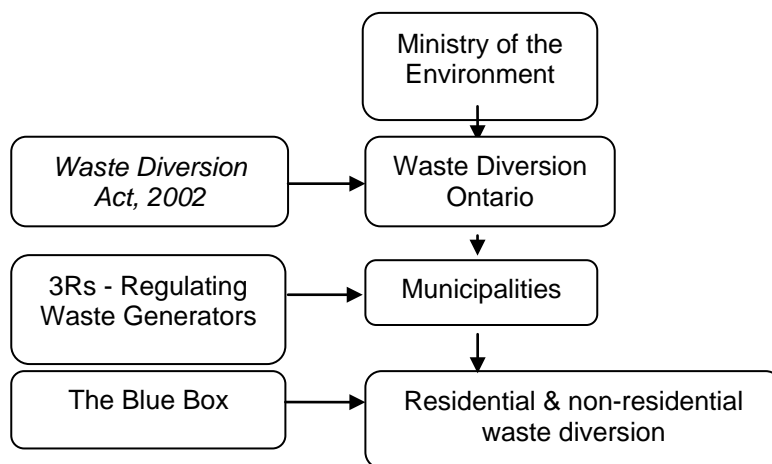 Ministry of the
Environment
Waste Diversion
Act, 2002
Waste Diversion
Ontario
3Rs - Regulating
Waste Generators
Municipalities
The Blue Box
Residential & non-residential
waste diversion